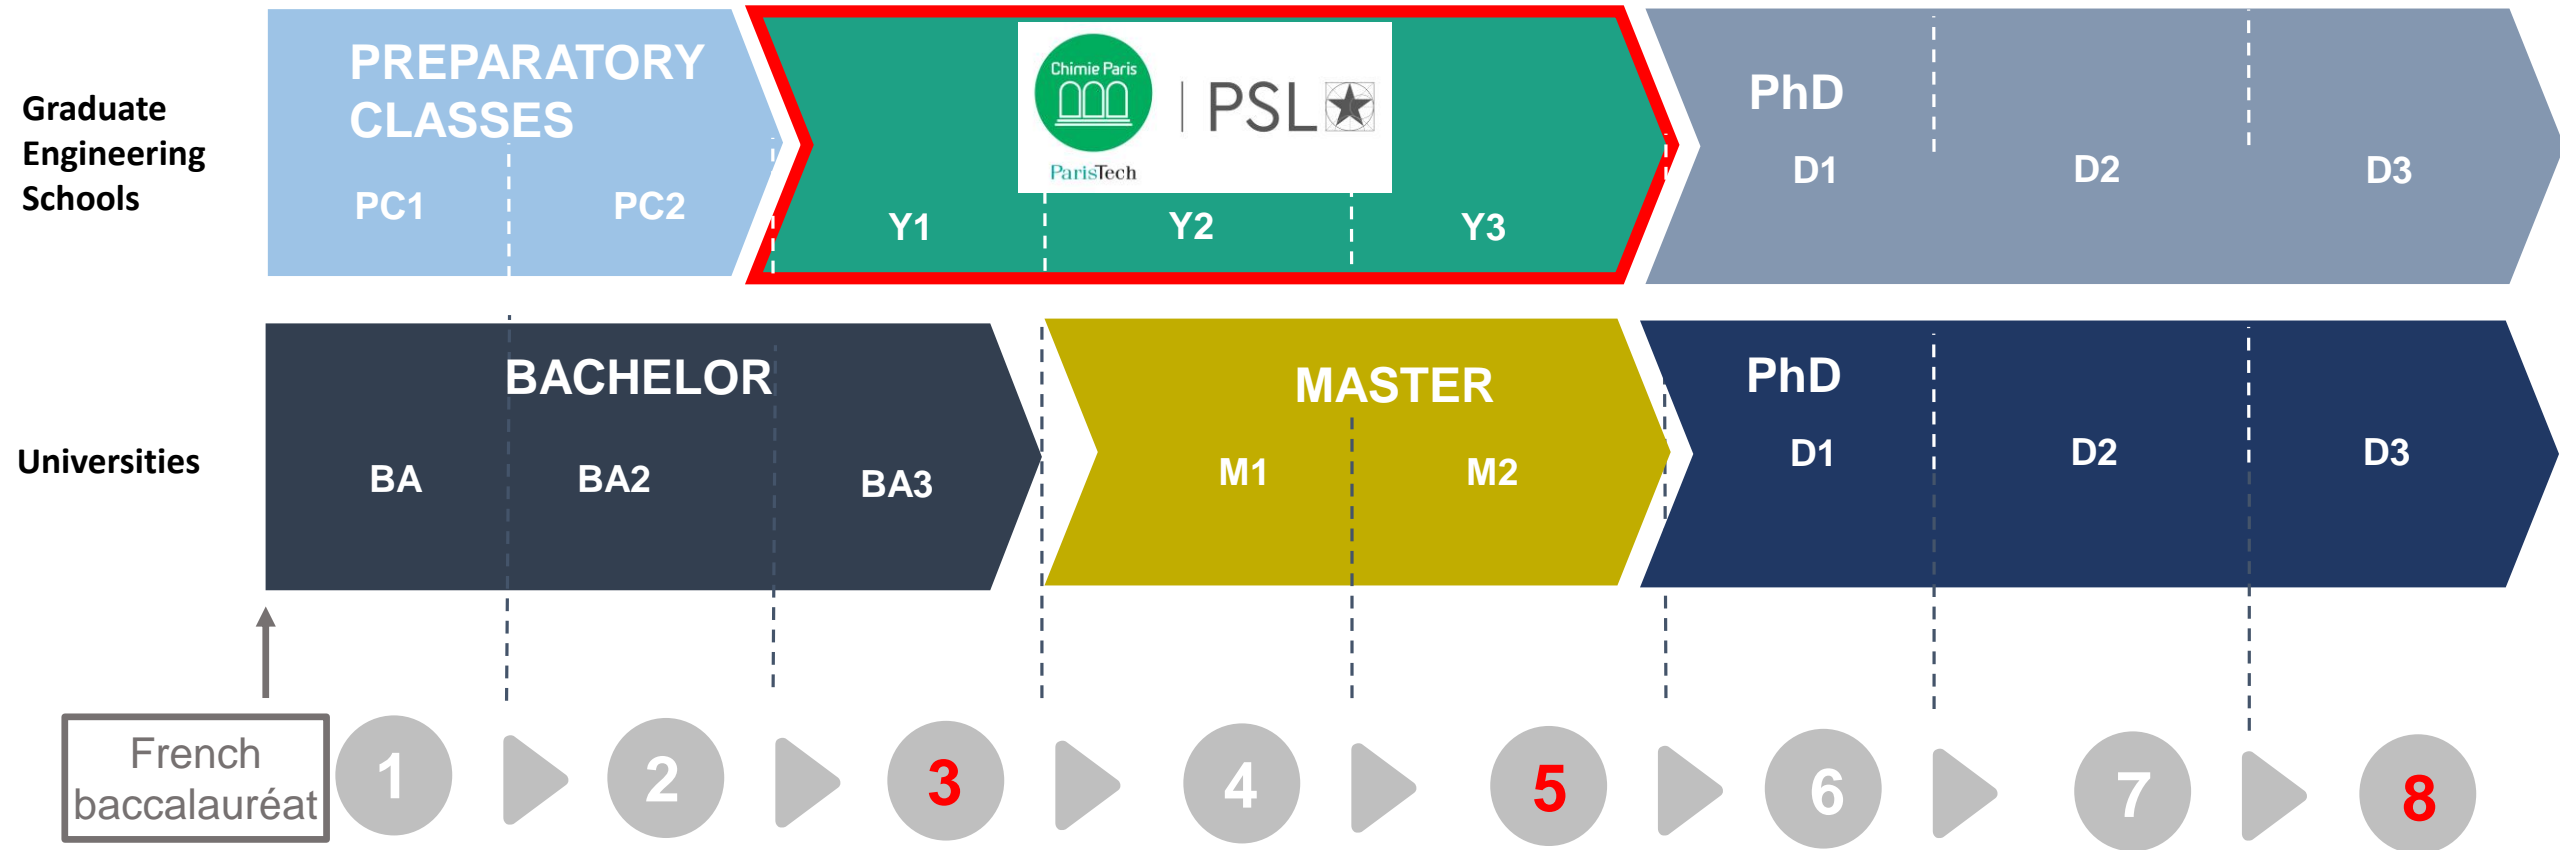 Graduate
Engineering
Schools
PREPARATORY
CLASSES
PC1
PC2
Chimie Paris
ParisTech
PSL
Y1
Y2
Y3
PhD
D1
D2
D3
Universities
BACHELOR
BA
BA2
BA3
MASTER
M1
M2
PhD
D1
D2
D3
French
baccalauréat
1
2
3
4
5
6
7
8